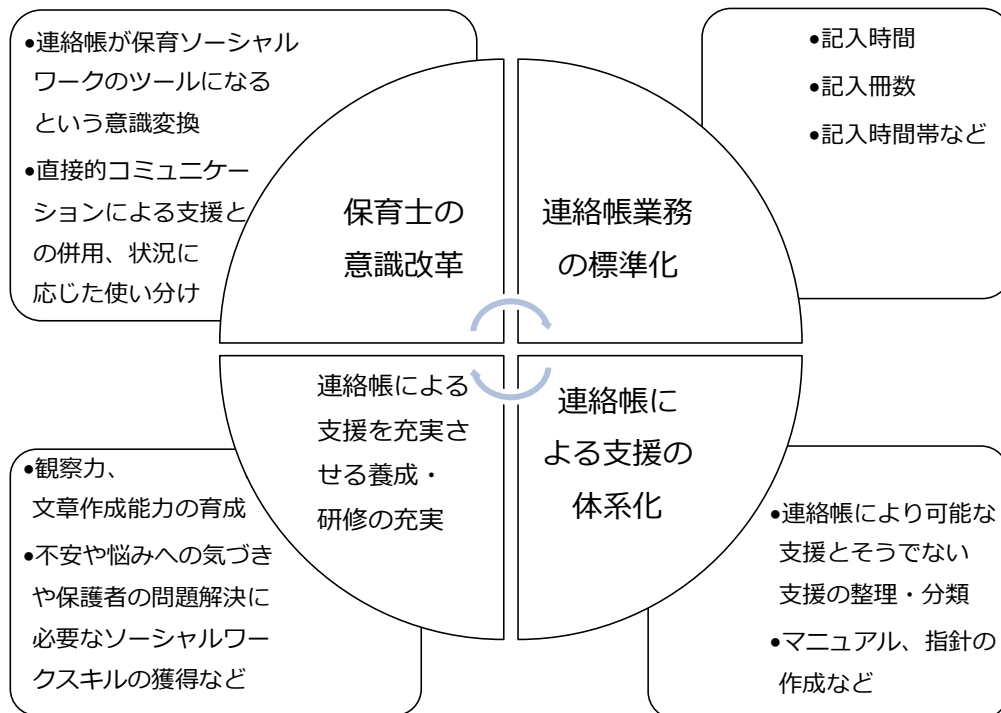 •連絡帳が保育ソーシャル
ワークのツールになる
という意識変換
•直接的コミュニケー
ションによる支援と
の併用、状況に
応じた使い分け
保育士の
意識改革
•記入時間
•記入冊数
•記入時間帯など
連絡帳業務
の標準化
•観察力、
文章作成能力の育成
•不安や悩みへの気づき
や保護者の問題解決に
必要なソーシャルワー
クスキルの獲得など
連絡帳による
支援を充実さ
せる養成・
研修の充実
連絡帳に
よる支援の
体系化
•連絡帳により可能な
支援とそうでない
支援の整理・分類
•マニュアル、指針の
作成など